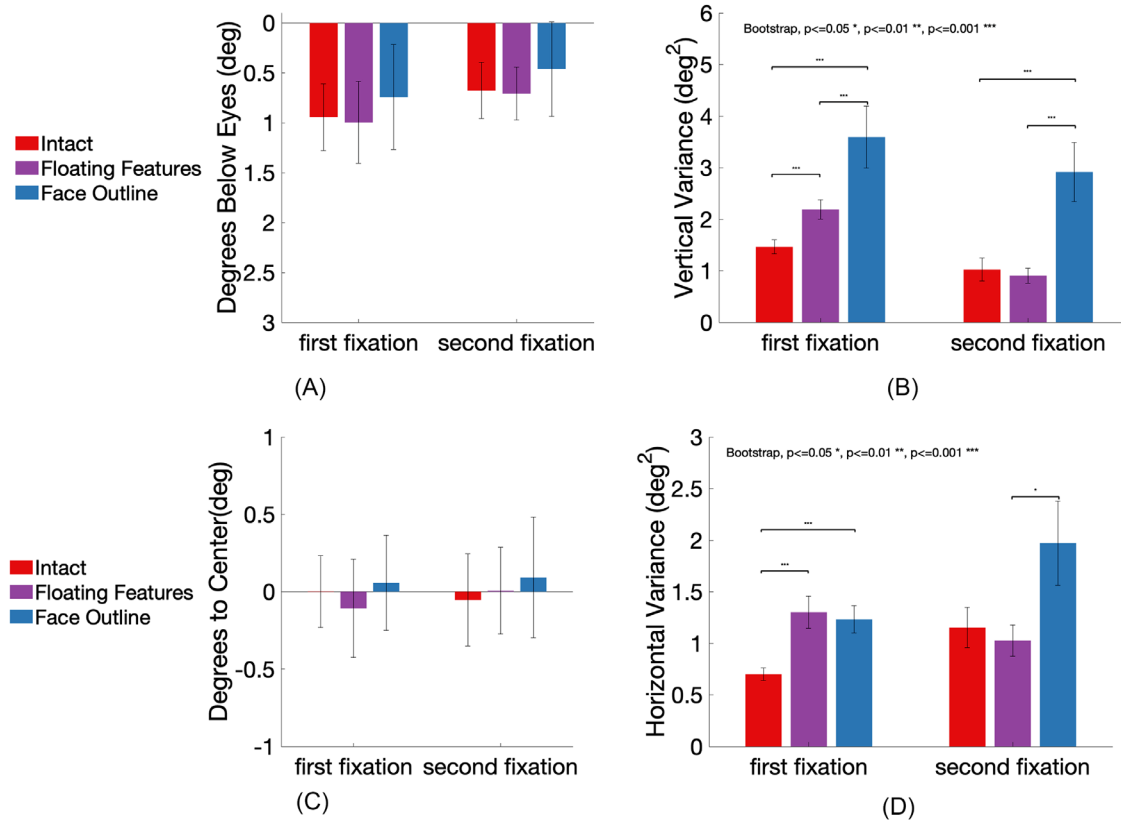 Intact
Floating Features
Face Outline
Degrees Below Eyes (deg)
0
0.5
1
1.5
2
2.5
3
first fixation
second fixation
(A)
Vertical Variance (deg2)
6
5
4
3
2
1
0
Bootstrap, p<=0.05 *, p<=0.01 **, p<=0.001 ***
***
***
***
***
***
first fixation
second fixation
(B)
Intact
Floating Features
Face Outline
Degrees to Center(deg)
1
0.5
0
-0.5
-1
first fixation
second fixation
(C)
Horizontal Variance (deg2)
3
2.5
2
1.5
1
0.5
0
Bootstrap, p<=0.05 *, p<=0.01 **, p<=0.001 ***
*
***
***
first fixation
second fixation
(D)